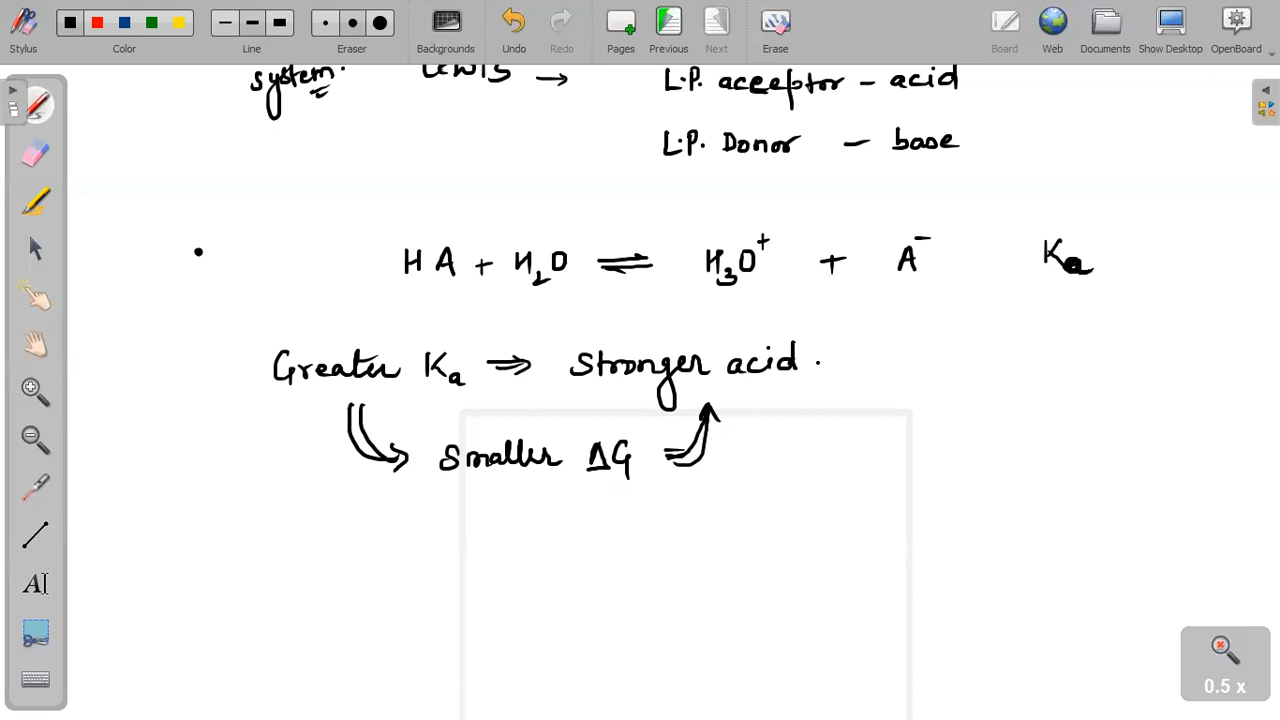 Stylus Color Line Eraser Backgrounds Undo Redo Pages Previous Next Erase Board Web Documents Show Desktop OpenBoard
system. Lewis → L.P. acceptor - acid
L.P. Donor - base
• HA + H₂O ⇌ H₃O⁺ + A⁻ Kₐ
Greater Kₐ ⇒ Stronger acid.
Smaller ΔG
0.5 x